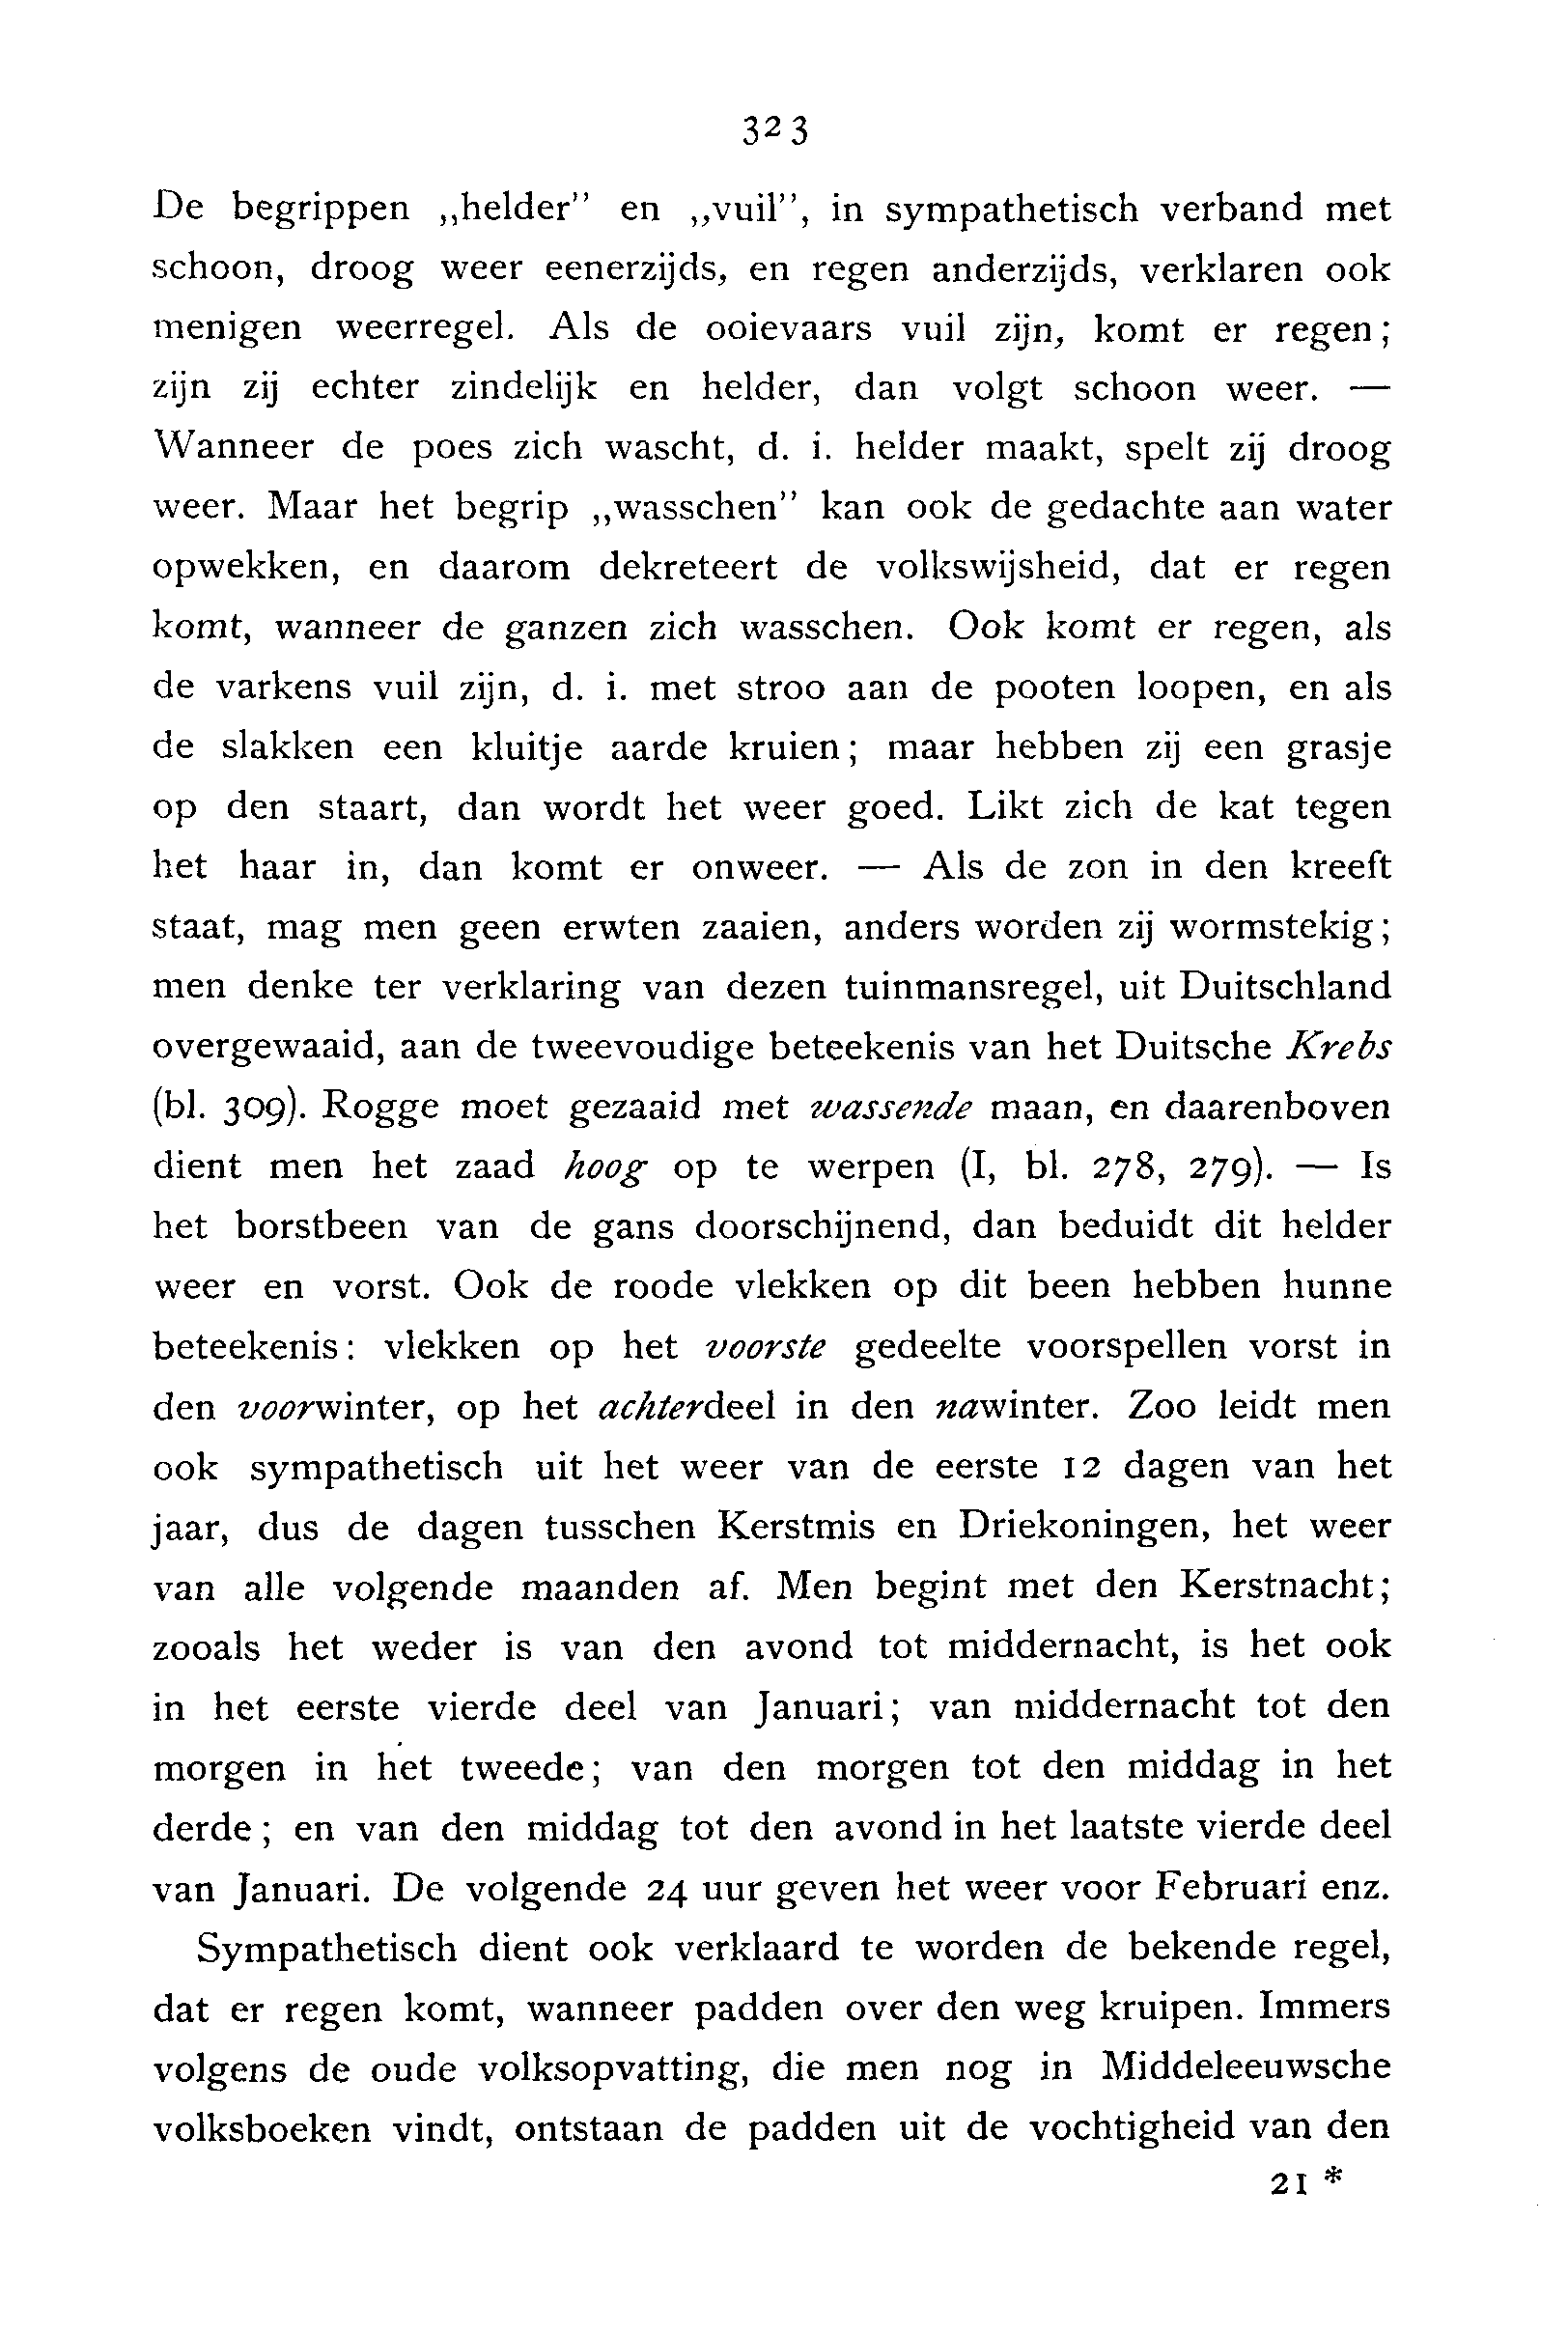 323
De begrippen „helder” en „vuil”, in sympathetisch verband met
schoon, droog weer eenerzijds, en regen anderzijds, verklaren ook
menigen weerregel. Als de ooievaars vuil zijn, komt er regen;
zijn zij echter zindelijk en helder, dan volgt schoon weer. —
Wanneer de poes zich wascht, d. i. helder maakt, spelt zij droog
weer. Maar het begrip „wasschen” kan ook de gedachte aan water
opwekken, en daarom dekreteert de volkswijsheid, dat er regen
komt, wanneer de ganzen zich wasschen. Ook komt er regen, als
de varkens vuil zijn, d. i. met stroo aan de pooten loopen, en als
de slakken een kluitje aarde kruien; maar hebben zij een grasje
op den staart, dan wordt het weer goed. Likt zich de kat tegen
het haar in, dan komt er onweer. — Als de zon in den kreeft
staat, mag men geen erwten zaaien, anders worden zij wormstekig;
men denke ter verklaring van dezen tuinmansregel, uit Duitschland
overgewaaid, aan de tweevoudige beteekenis van het Duitsche Krebs
(bl. 309). Rogge moet gezaaid met wassende maan, en daarenboven
dient men het zaad hoog op te werpen (I, bl. 278, 279). — Is
het borstbeen van de gans doorschijnend, dan beduidt dit helder
weer en vorst. Ook de roode vlekken op dit been hebben hunne
beteekenis: vlekken op het voorste gedeelte voorspellen vorst in
den voorwinter, op het achterdeel in den nawinter. Zoo leidt men
ook sympathetisch uit het weer van de eerste 12 dagen van het
jaar, dus de dagen tusschen Kerstmis en Driekoningen, het weer
van alle volgende maanden af. Men begint met den Kerstnacht;
zooals het weder is van den avond tot middernacht, is het ook
in het eerste vierde deel van Januari; van middernacht tot den
morgen in het tweede; van den morgen tot den middag in het
derde; en van den middag tot den avond in het laatste vierde deel
van Januari. De volgende 24 uur geven het weer voor Februari enz.
Sympathetisch dient ook verklaard te worden de bekende regel,
dat er regen komt, wanneer padden over den weg kruipen. Immers
volgens de oude volksopvatting, die men nog in Middeleeuwsche
volksboeken vindt, ontstaan de padden uit de vochtigheid van den
21 *